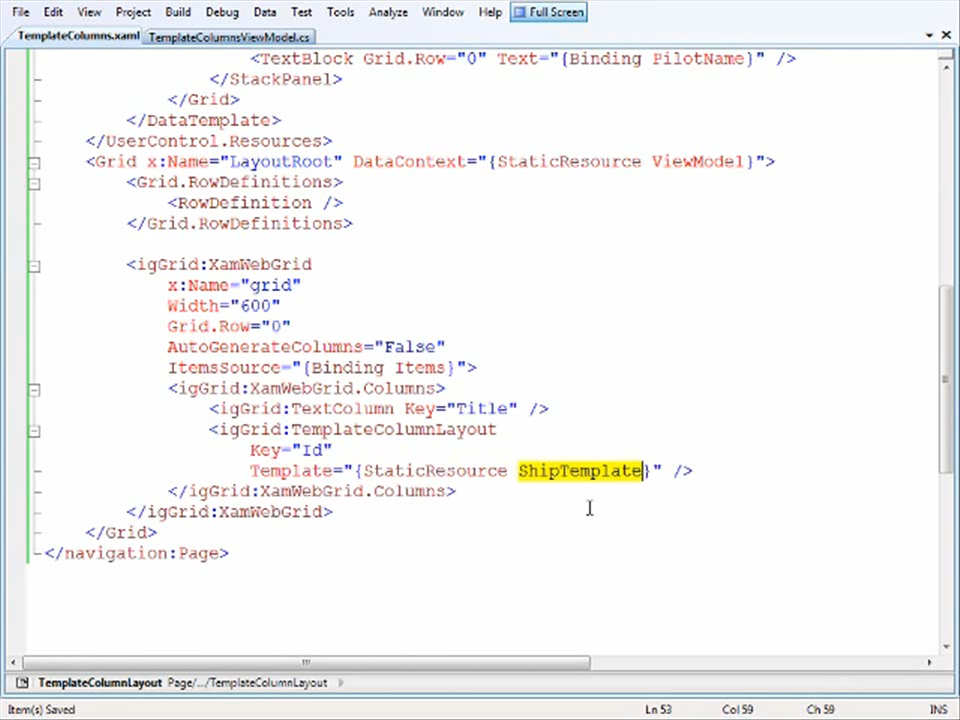 File Edit View Project Build Debug Data Test Tools Analyze Window Help Full Screen
TemplateColumns.xaml TemplateColumnsViewModel.cs
<TextBlock Grid.Row="0" Text="{Binding PilotName}" />
</StackPanel>
</Grid>
</DataTemplate>
</UserControl.Resources>
<Grid x:Name="LayoutRoot" DataContext="{StaticResource ViewModel}">
<Grid.RowDefinitions>
<RowDefinition />
</Grid.RowDefinitions>
<igGrid:XamWebGrid
x:Name="grid"
Width="600"
Grid.Row="0"
AutoGenerateColumns="False"
ItemsSource="{Binding Items}">
<igGrid:XamWebGrid.Columns>
<igGrid:TextColumn Key="Title" />
<igGrid:TemplateColumnLayout
Key="Id"
Template="{StaticResource ShipTemplate}" />
</igGrid:XamWebGrid.Columns>
</igGrid:XamWebGrid>
</Grid>
</navigation:Page>
TemplateColumnLayout Page/.../TemplateColumnLayout
Item(s) Saved Ln 53 Col 59 Ch 59 INS